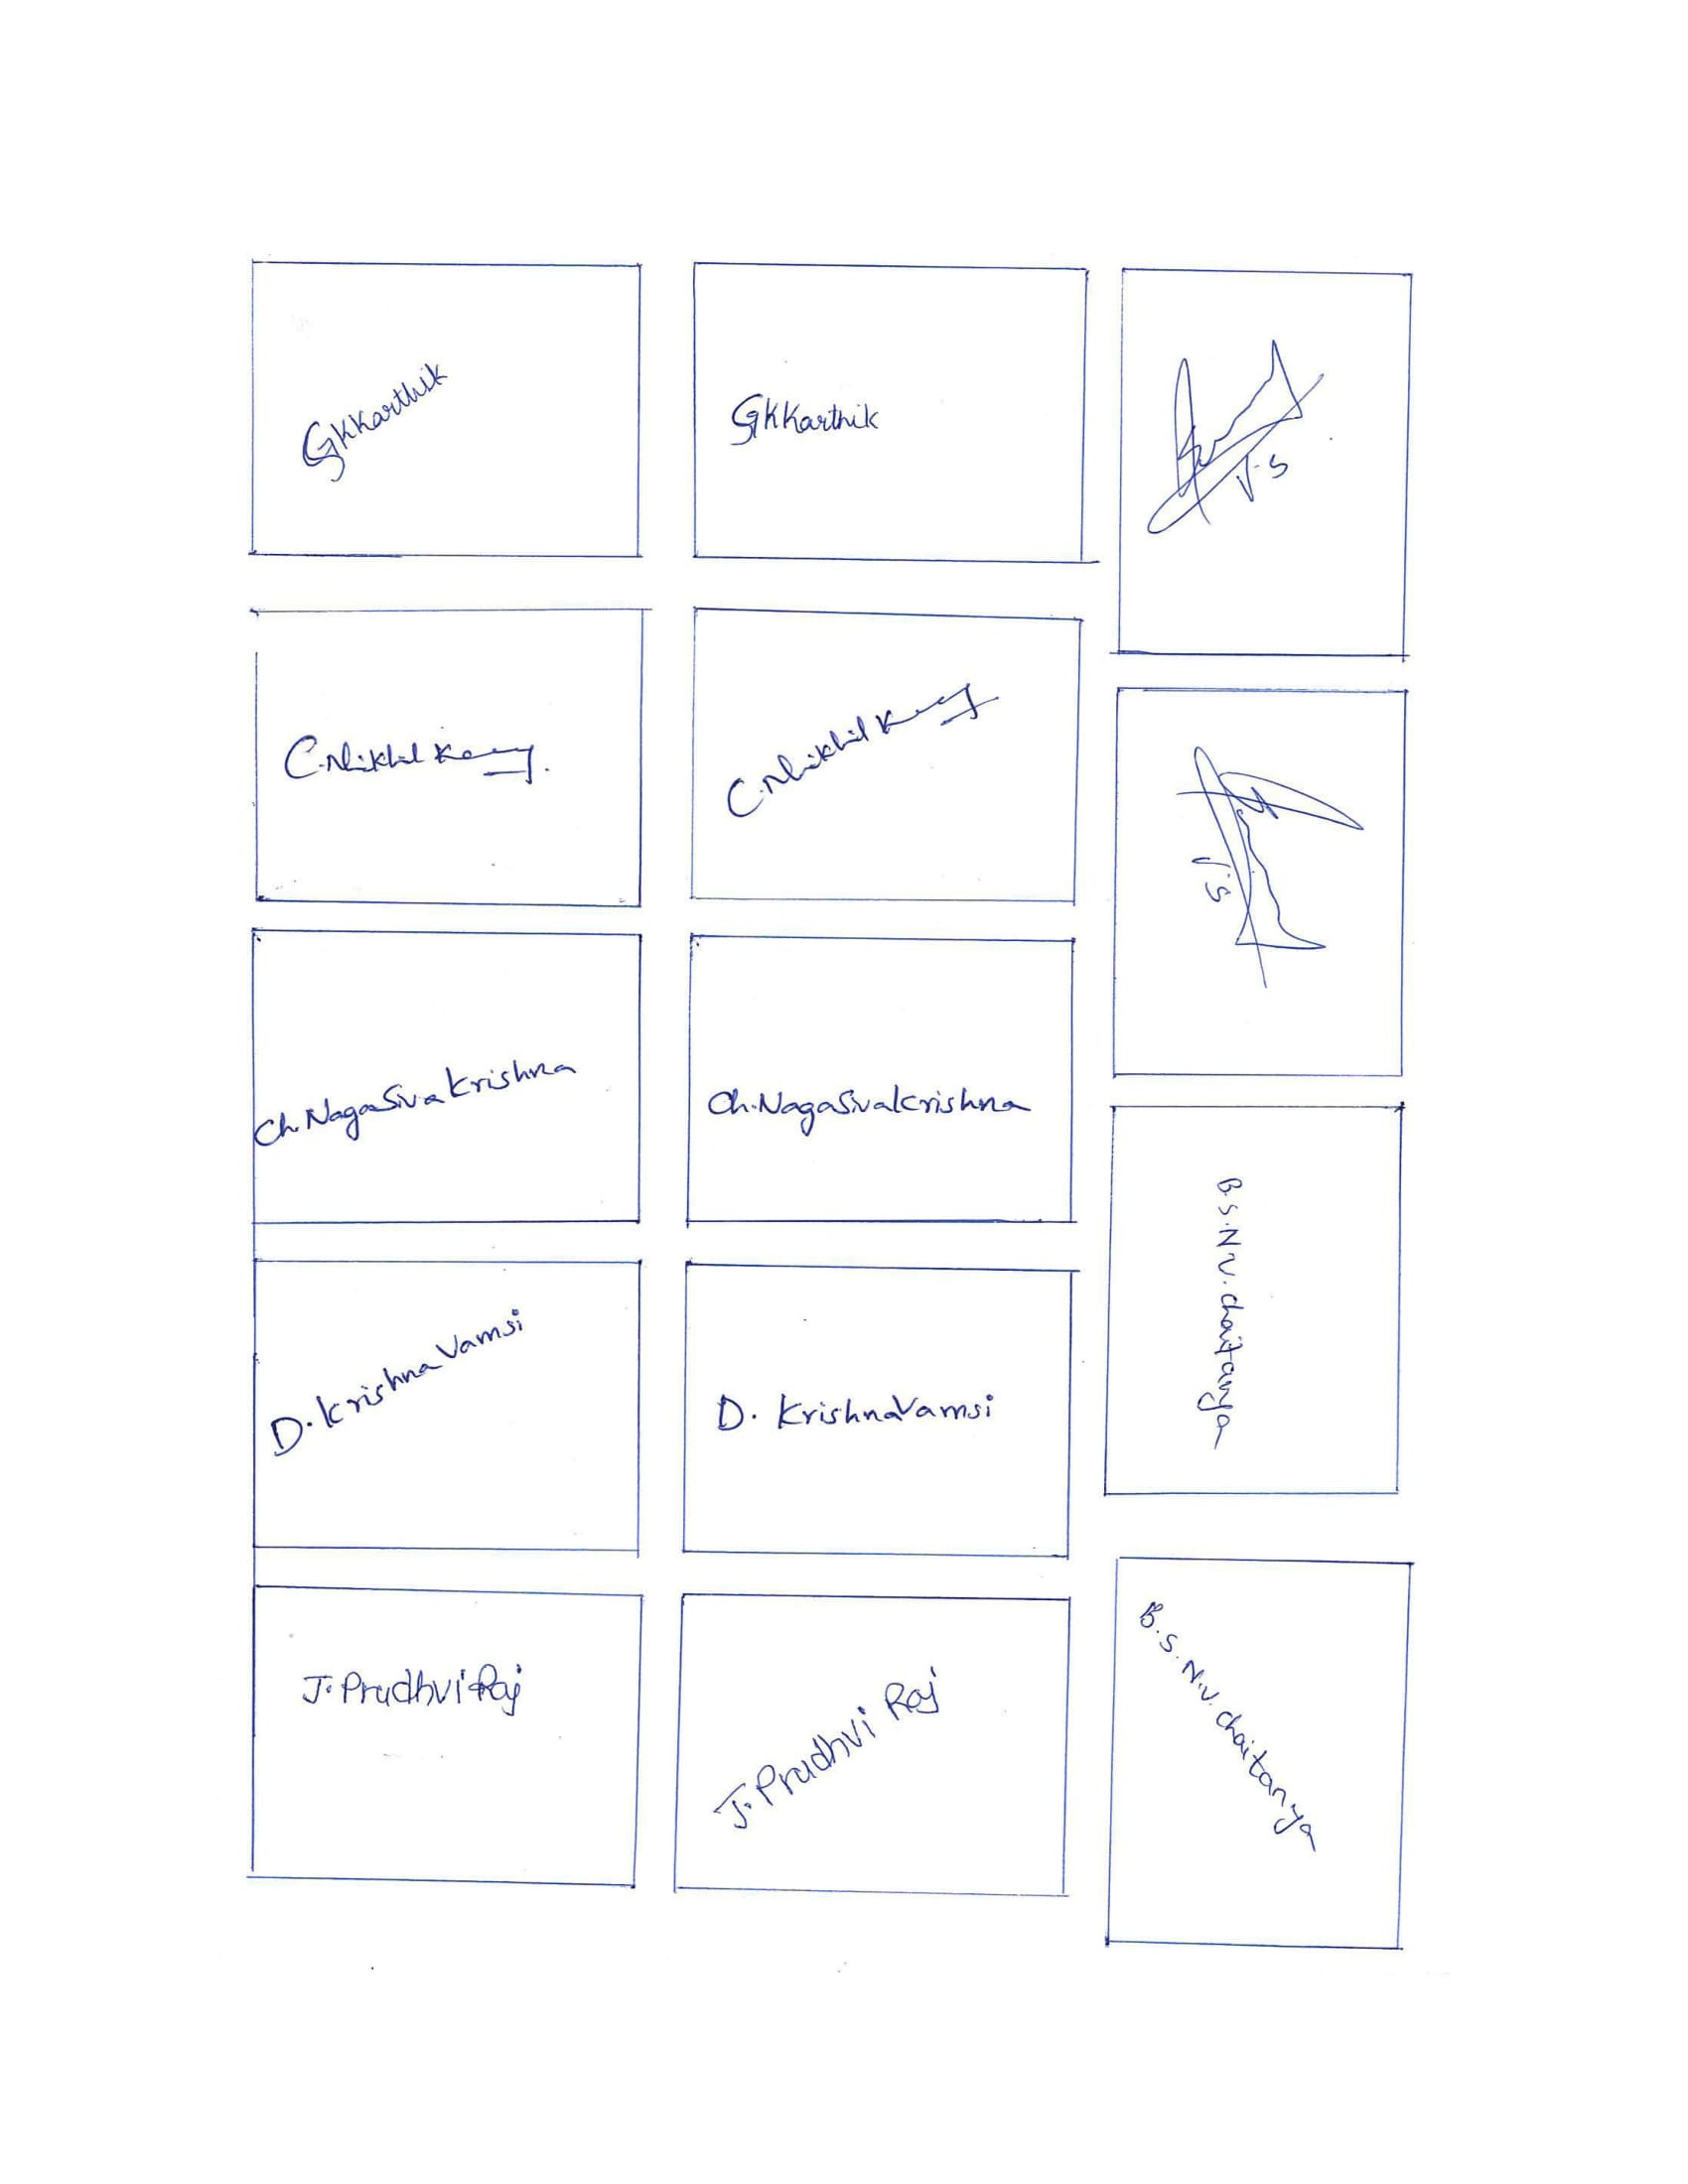 GKKarthik
GKKarthik
V.S
C.Nikhil
C.Nikhil
V.S
Ch.NagaSivaKrishna
Ch.NagaSivaKrishna
B.S.N.V.Chaitanya
D.KrishnaVamsi
D. KrishnaVamsi
J.PrudhviRaj
J.Prudhvi Raj
B.S.N.V.Chaitanya